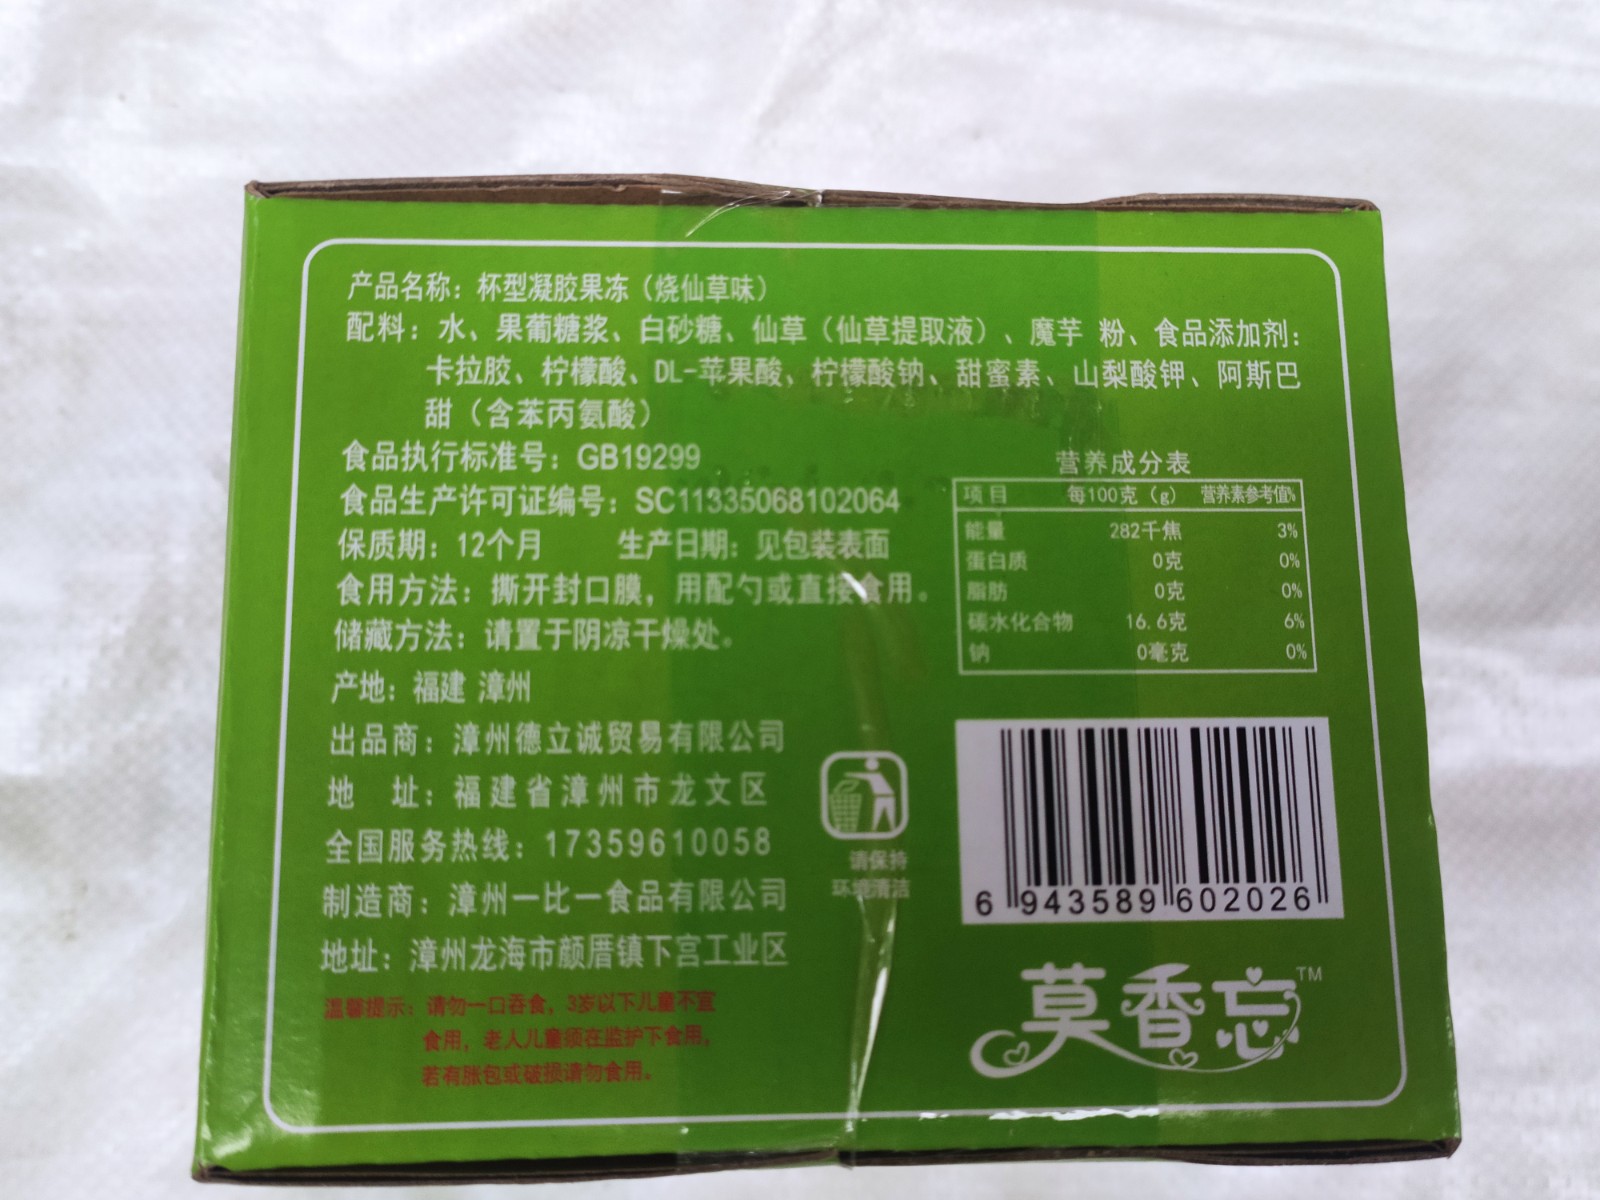 产品名称：杯型凝胶果冻（烧仙草味）
配料：水、果葡糖浆、白砂糖、仙草（仙草提取液）、魔芋 粉、食品添加剂：
卡拉胶、柠檬酸、DL-苹果酸、柠檬酸钠、甜蜜素、山梨酸钾、阿斯巴
甜（含苯丙氨酸）
食品执行标准号：GB19299
食品生产许可证编号：SC11335068102064
保质期：12个月 生产日期：见包装表面
食用方法：撕开封口膜，用配勺或直接食用。
储藏方法：请置于阴凉干燥处。
产地：福建 漳州
出品商：漳州德立诚贸易有限公司
地 址：福建省漳州市龙文区
全国服务热线：17359610058
制造商：漳州一比一食品有限公司
地址：漳州龙海市颜厝镇下宫工业区
温馨提示：请勿一口吞食，3岁以下儿童不宜
食用，老人儿童须在监护下食用，
若有胀包或破损请勿食用。
营养成分表
项目 每100克（g） 营养素参考值%
能量 282千焦 3%
蛋白质 0克 0%
脂肪 0克 0%
碳水化合物 16.6克 6%
钠 0毫克 0%
请保持
环境清洁
6 943589 602026
莫香忘TM